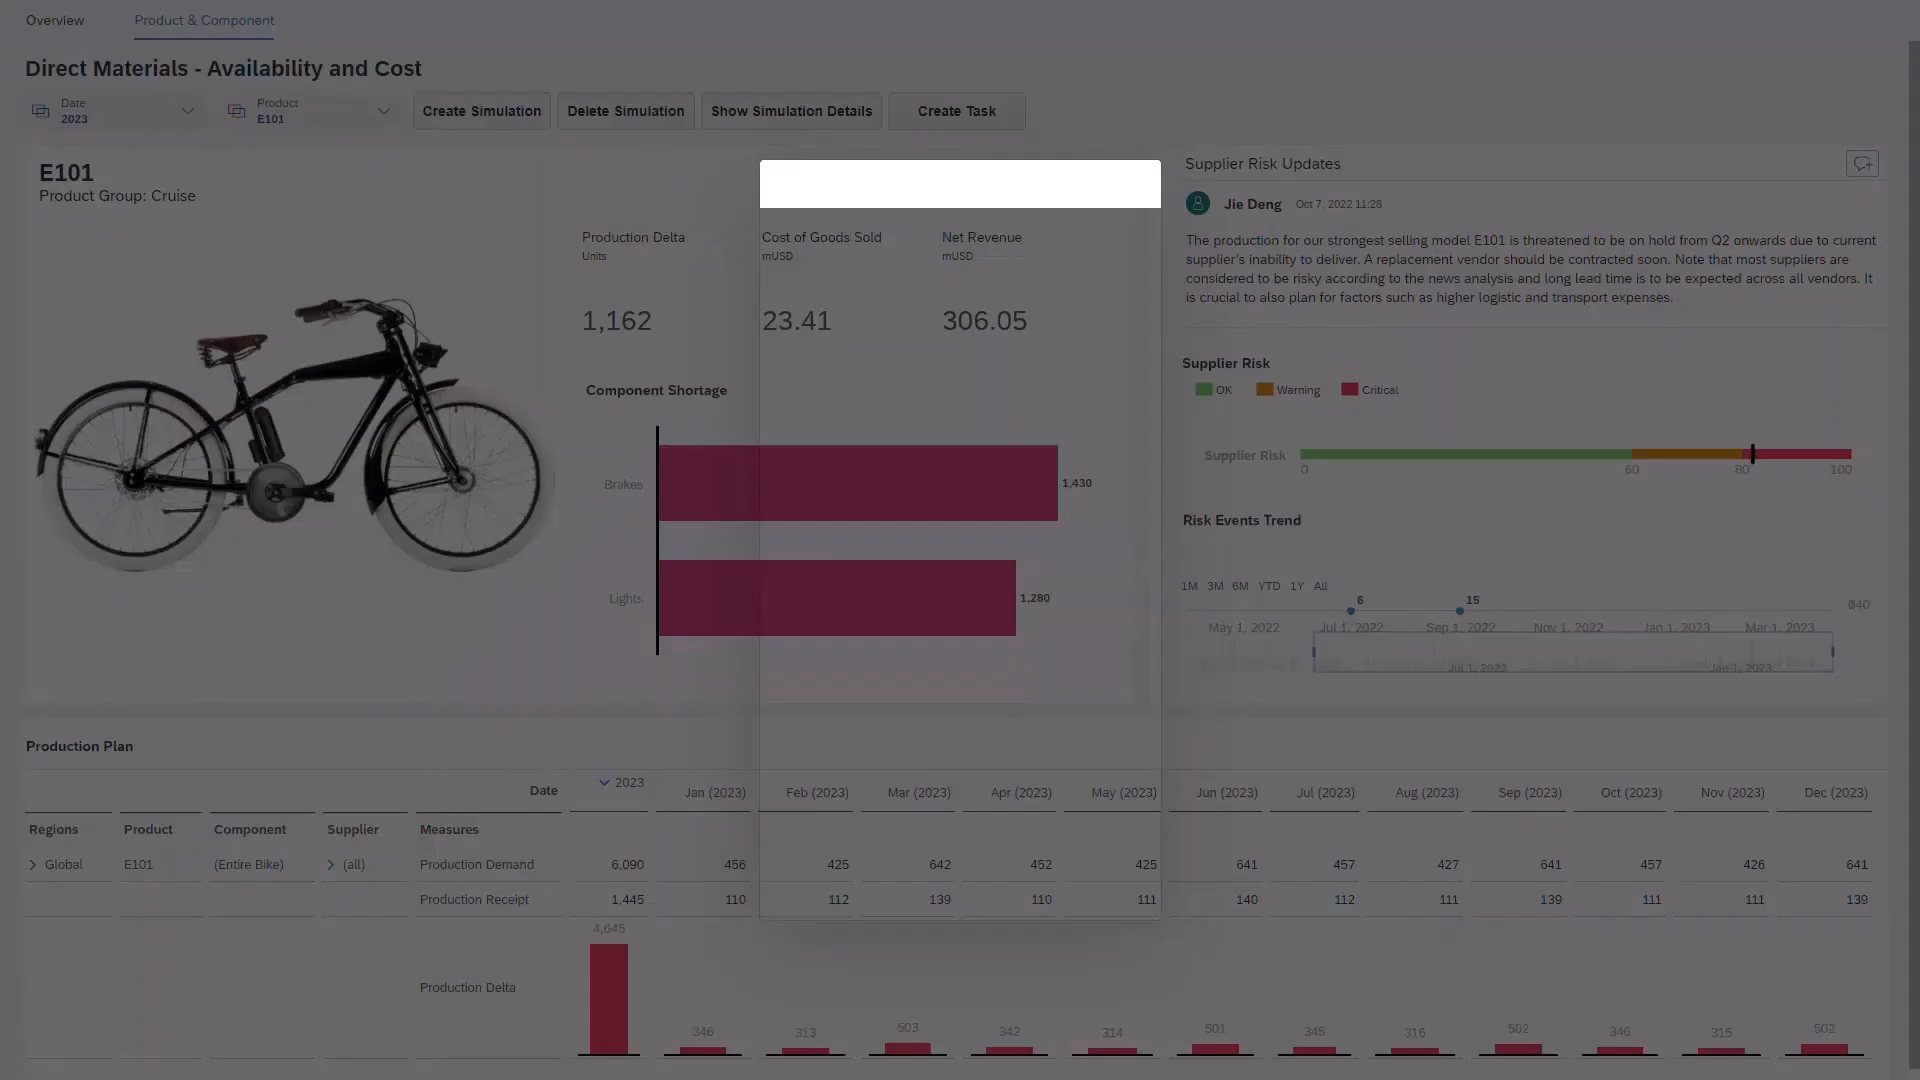 Overview
Product & Component
Direct Materials - Availability and Cost
Date
2023
Product
E101
Create Simulation
Delete Simulation
Show Simulation Details
Create Task
E101
Product Group: Cruise
Production Delta
Units
1,162
Cost of Goods Sold
mUSD
23.41
Net Revenue
mUSD
306.05
Component Shortage
Brakes
1,430
Lights
1,280
Supplier Risk Updates
Jie Deng
Oct 7, 2022 11:28
The production for our strongest selling model E101 is threatened to be on hold from Q2 onwards due to current
supplier's inability to deliver. A replacement vendor should be contracted soon. Note that most suppliers are
considered to be risky according to the news analysis and long lead time is to be expected across all vendors. It
is crucial to also plan for factors such as higher logistic and transport expenses.
Supplier Risk
OK
Warning
Critical
Supplier Risk
0 60 80 100
Risk Events Trend
1M 3M 6M YTD 1Y All
6 15
May 1, 2022 Jul 1, 2022 Sep 1, 2022 Nov 1, 2022 Jan 1, 2023 Mar 1, 2023
Jul 1, 2022 Jan 1, 2023
Production Plan
Date 2023 Jan (2023) Feb (2023) Mar (2023) Apr (2023) May (2023) Jun (2023) Jul (2023) Aug (2023) Sep (2023) Oct (2023) Nov (2023) Dec (2023)
Regions Product Component Supplier Measures
Global E101 (Entire Bike) (all) Production Demand 6,090 456 425 642 452 425 641 457 427 641 457 426 641
Production Receipt 1,445 110 112 139 110 111 140 112 111 139 111 111 139
Production Delta 4,645 346 313 503 342 314 501 345 316 502 346 315 502